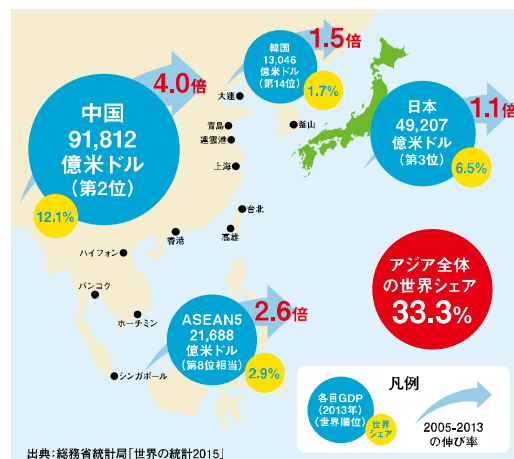 中国
91,812
億米ドル
(第2位)
12.1%
4.0倍
韓国
13,046
億米ドル
(第14位)
1.7%
1.5倍
日本
49,207
億米ドル
(第3位)
6.5%
1.1倍
大連
青島
連雲港
上海
釜山
台北
高雄
香港
ハイフォン
バンコク
ホーチミン
シンガポール
ASEAN5
21,688
億米ドル
(第8位相当)
2.9%
2.6倍
アジア全体
の世界シェア
33.3%
凡例
各目GDP
(2013年)
(世界順位)
世界
シェア
2005-2013
の伸び率
出典:総務省統計局「世界の統計2015」